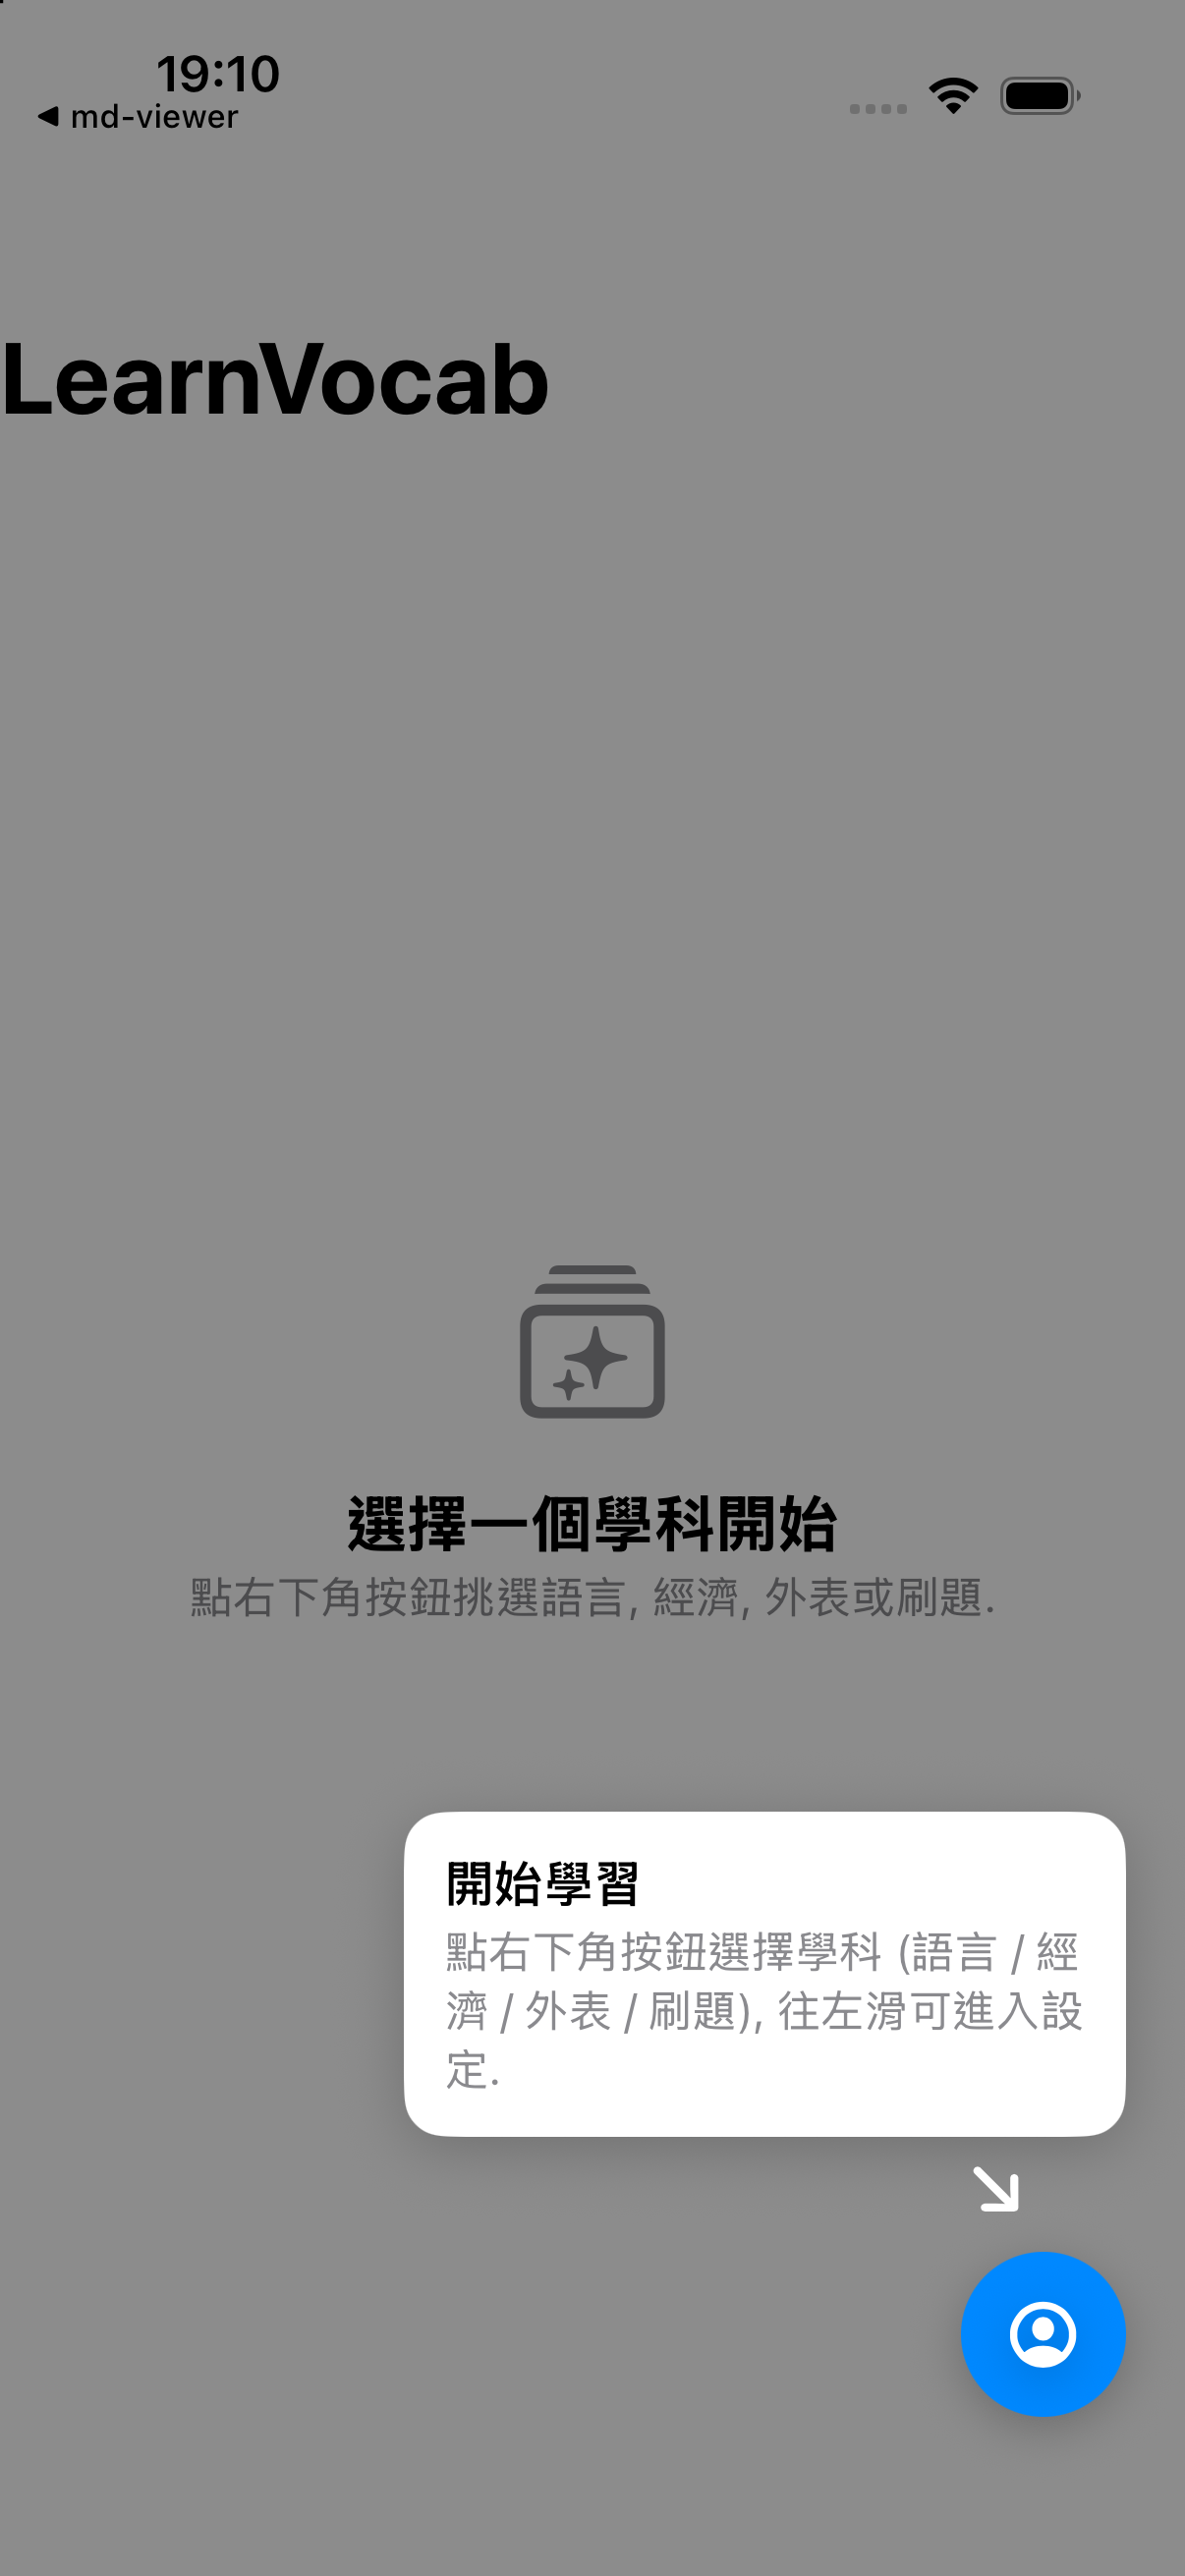 19:10
md-viewer
LearnVocab
選擇一個學科開始
點右下角按鈕挑選語言, 經濟, 外表或刷題.
開始學習
點右下角按鈕選擇學科 (語言 / 經
濟 / 外表 / 刷題), 往左滑可進入設
定.